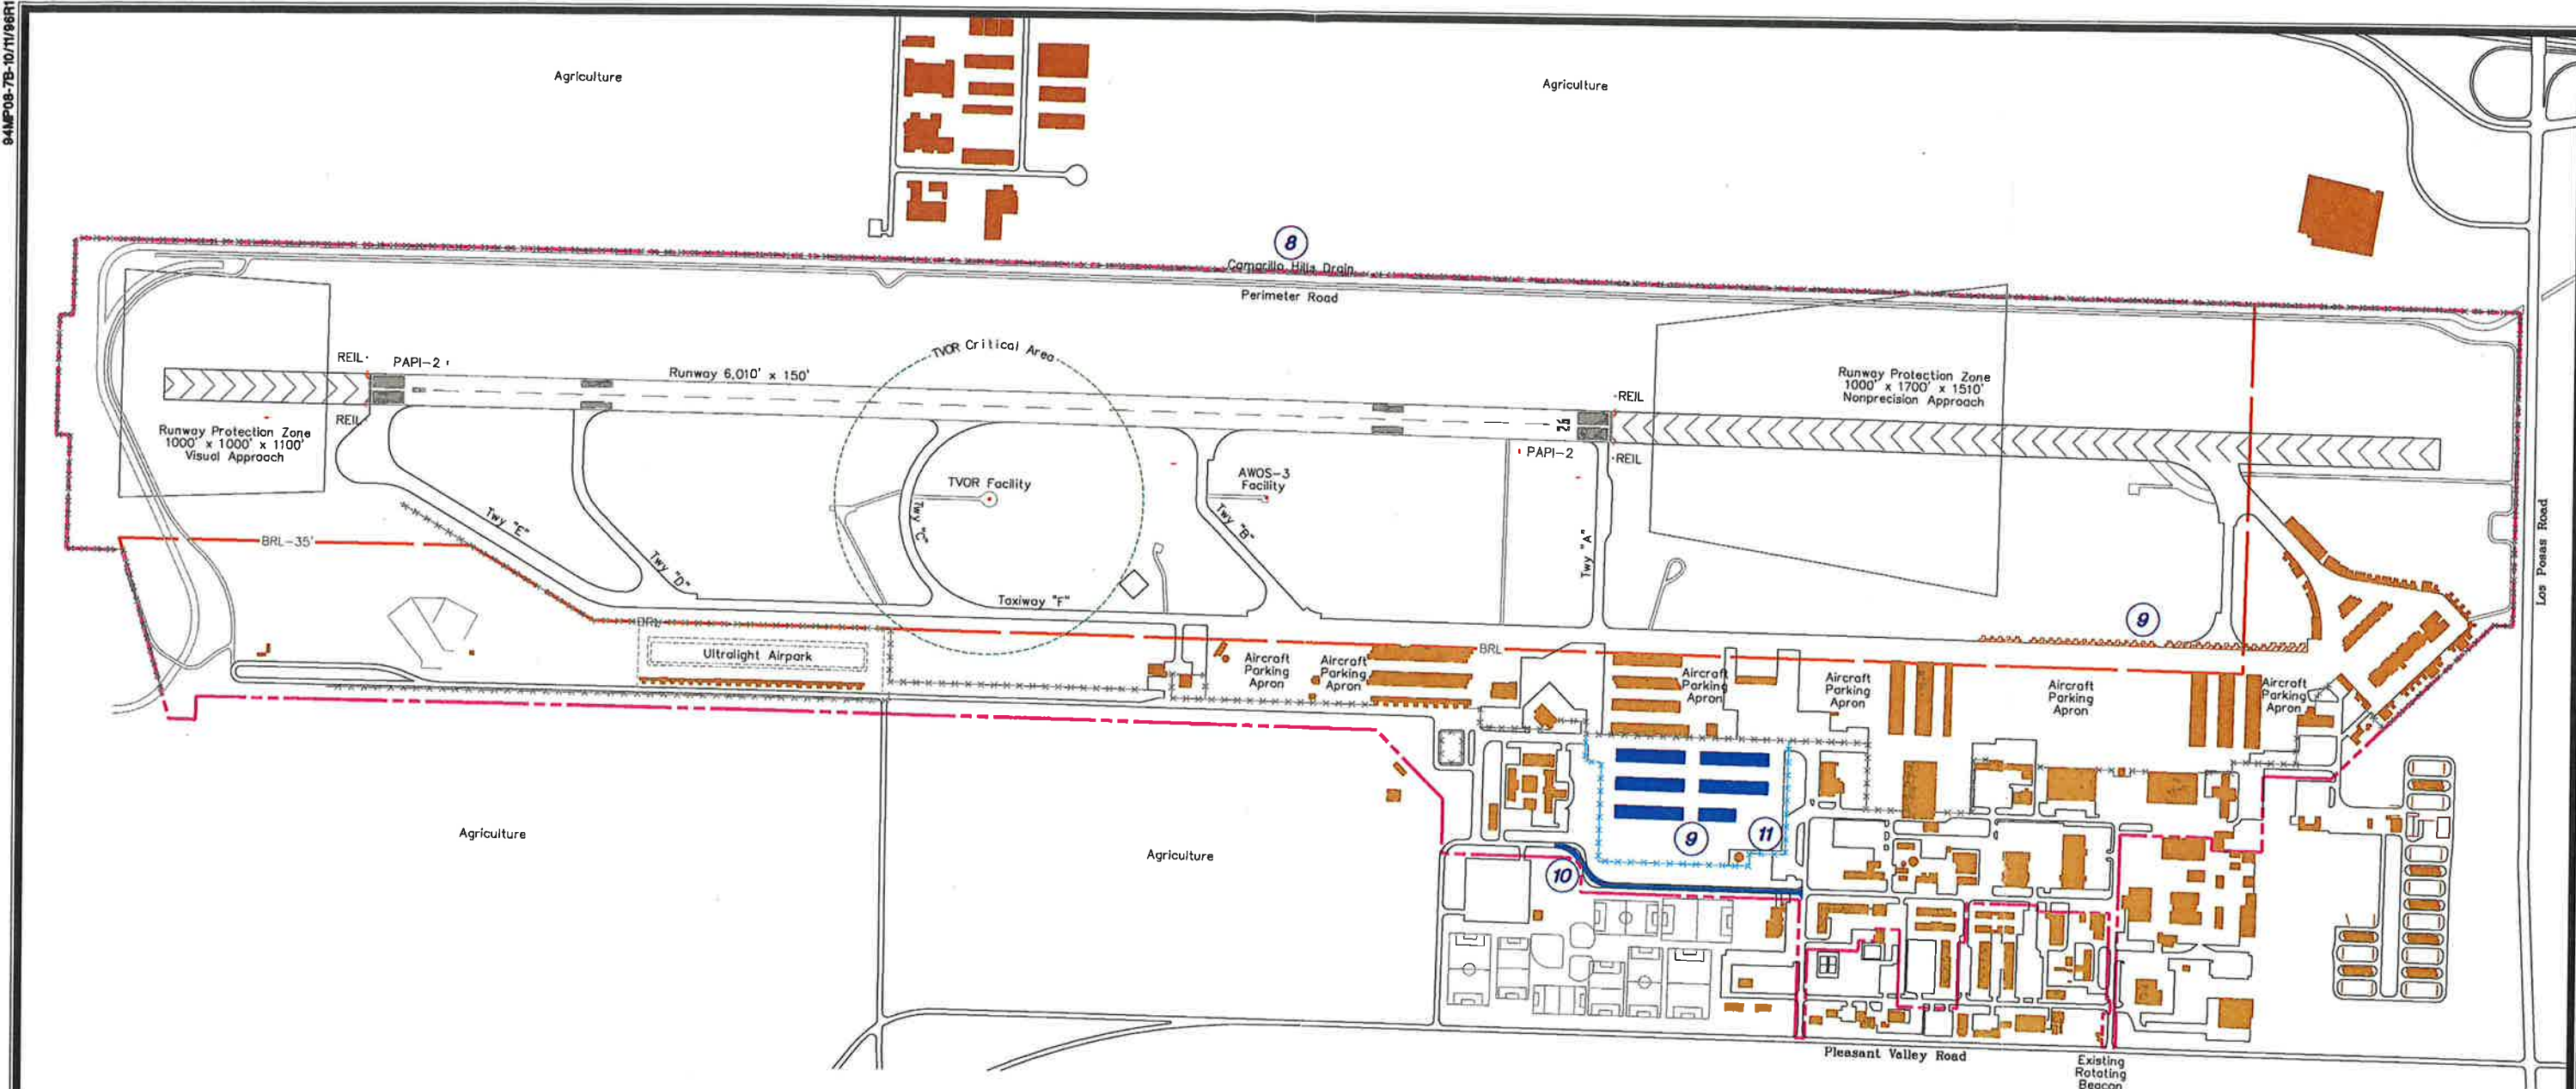 94MP08-7B-10/11/96R1
Agriculture
Agriculture
8
Camarillo Hills Drain
Perimeter Road
REIL
PAPI-2
Runway 6,010' x 150'
TVOR Critical Area
REIL
Runway Protection Zone
1000' x 1000' x 1100'
Visual Approach
Runway Protection Zone
1000' x 1700' x 1510'
Nonprecision Approach
REIL
26
PAPI-2
REIL
TVOR Facility
AWOS-3
Facility
Twy "E"
Twy "D"
Twy "C"
Twy "B"
Twy "A"
Los Posas Road
BRL-35'
Taxiway "F"
9
BRL
Ultralight Airpark
BRL
Aircraft
Parking
Apron
Aircraft
Parking
Apron
Aircraft
Parking
Apron
Aircraft
Parking
Apron
Aircraft
Parking
Apron
Aircraft
Parking
Apron
Agriculture
Agriculture
9
11
10
Pleasant Valley Road
Existing
Rotating
Beacon